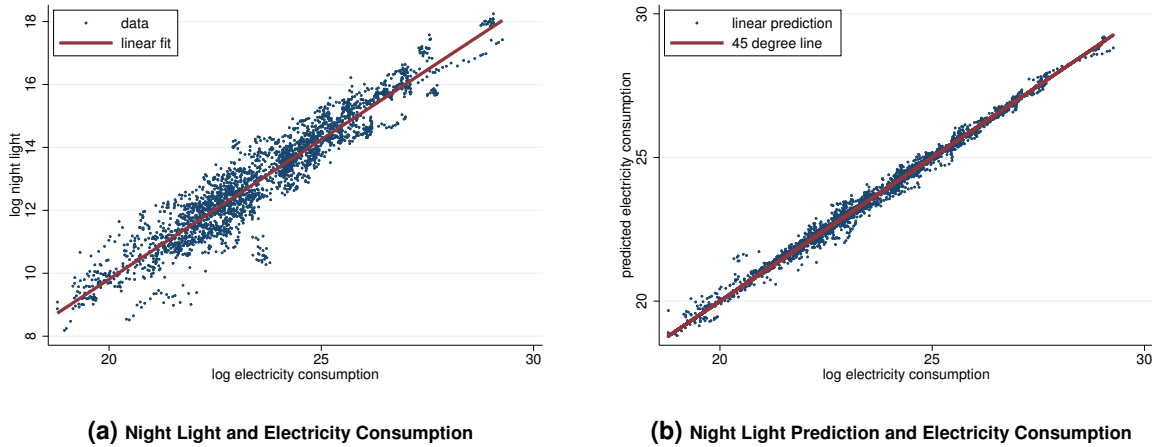 data
linear fit
18
16
14
12
10
8
log night light
20
25
30
log electricity consumption
(a) Night Light and Electricity Consumption
linear prediction
45 degree line
30
25
20
predicted electricity consumption
20
25
30
log electricity consumption
(b) Night Light Prediction and Electricity Consumption